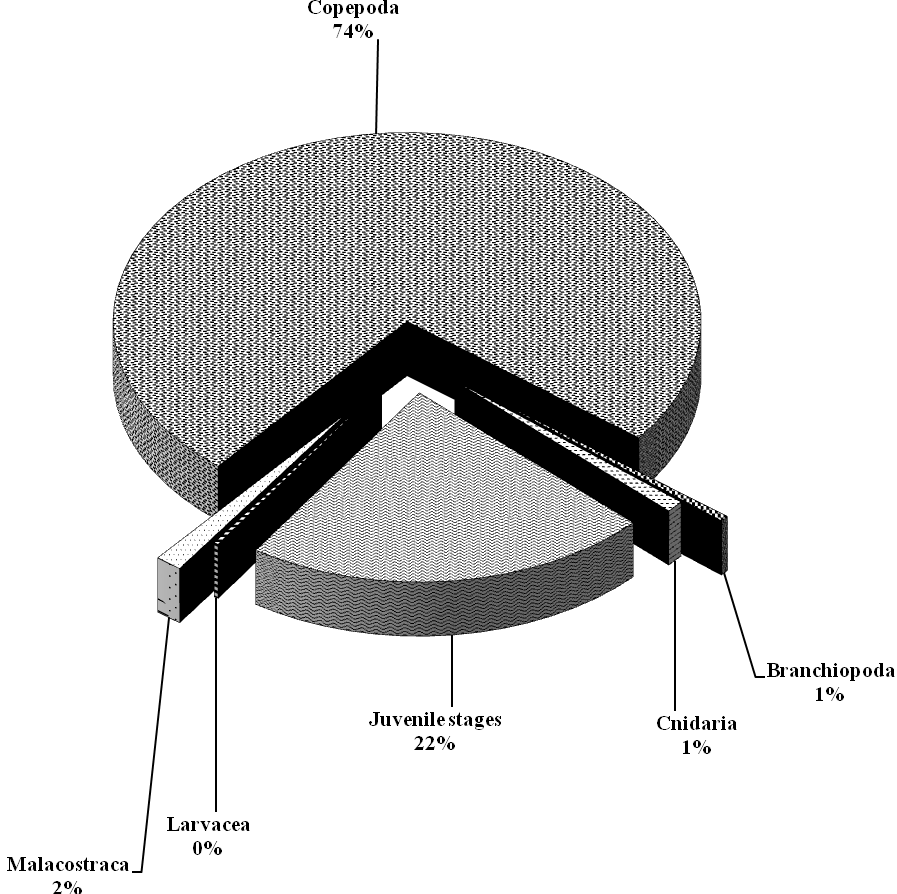 Copepoda
74%
Branchiopoda
1%
Juvenile stages
22%
Cnidaria
1%
Larvacea
0%
Malacostraca
2%